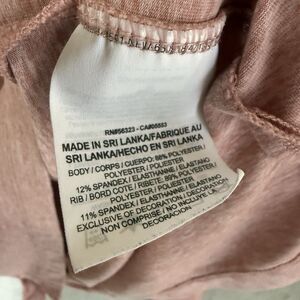 RN#56323 - CA#05553
MADE IN SRI LANKA/FABRIQUE AU
SRI LANKA/HECHO EN SRI LANKA
BODY / CORPS / CUERPO: 88% POLYESTER/
POLYESTER / POLIESTER
12% SPANDEX / ELASTHANNE / ELASTANO
RIB / BORD COTE / RIBETE: 89% POLYESTER/
POLYESTER / POLIESTER
11% SPANDEX / ELASTHANNE / ELASTANO
EXCLUSIVE OF DECORATION / DECORATION
NON COMPRISE / NO INCLUYE LA
DECORACION